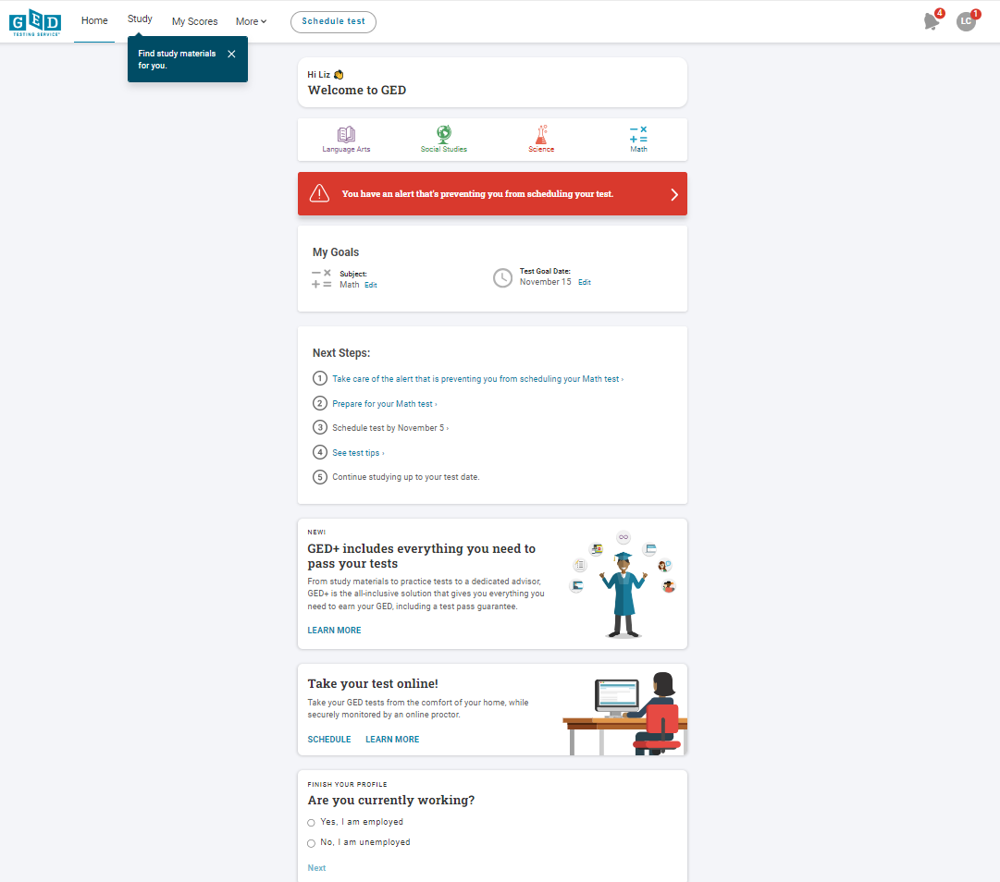 GED
TESTING SERVICE
Home
Study
My Scores
More
Schedule test
4
LC
1
Find study materials
for you.
Hi Liz
Welcome to GED
Language Arts
Social Studies
Science
Math
You have an alert that's preventing you from scheduling your test.
My Goals
Subject:
Math Edit
Test Goal Date:
November 15 Edit
Next Steps:
1 Take care of the alert that is preventing you from scheduling your Math test ›
2 Prepare for your Math test ›
3 Schedule test by November 5 ›
4 See test tips ›
5 Continue studying up to your test date.
NEW!
GED+ includes everything you need to
pass your tests
From study materials to practice tests to a dedicated advisor,
GED+ is the all-inclusive solution that gives you everything you
need to earn your GED, including a test pass guarantee.
LEARN MORE
Take your test online!
Take your GED tests from the comfort of your home, while
securely monitored by an online proctor.
SCHEDULE LEARN MORE
FINISH YOUR PROFILE
Are you currently working?
Yes, I am employed
No, I am unemployed
Next